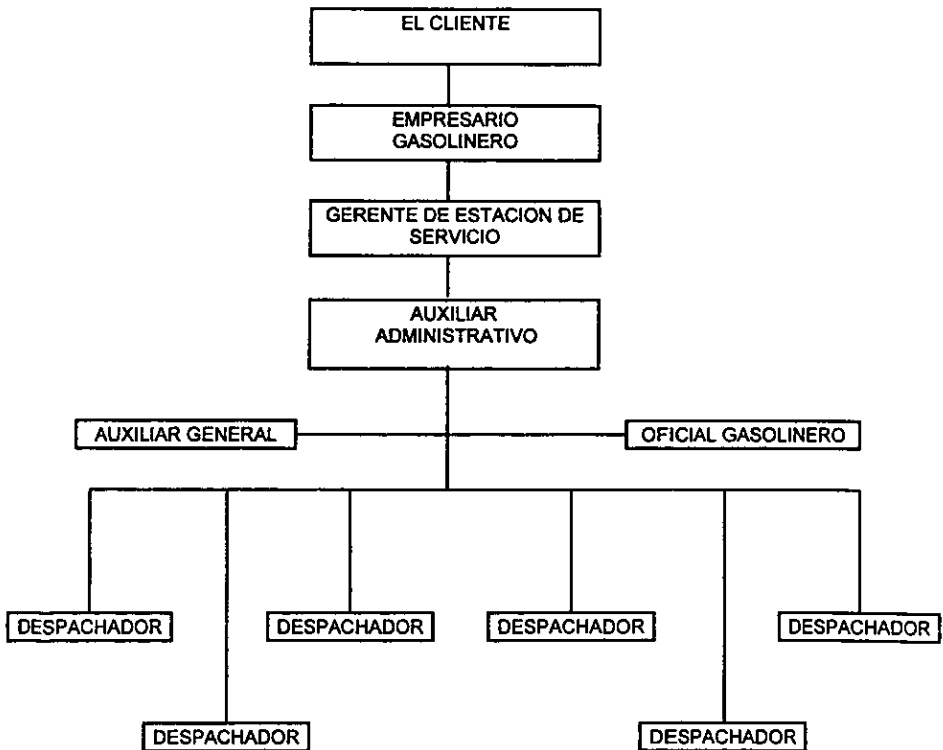 EL CLIENTE
EMPRESARIO
GASOLINERO
GERENTE DE ESTACION DE
SERVICIO
AUXILIAR
ADMINISTRATIVO
AUXILIAR GENERAL
OFICIAL GASOLINERO
DESPACHADOR
DESPACHADOR
DESPACHADOR
DESPACHADOR
DESPACHADOR
DESPACHADOR